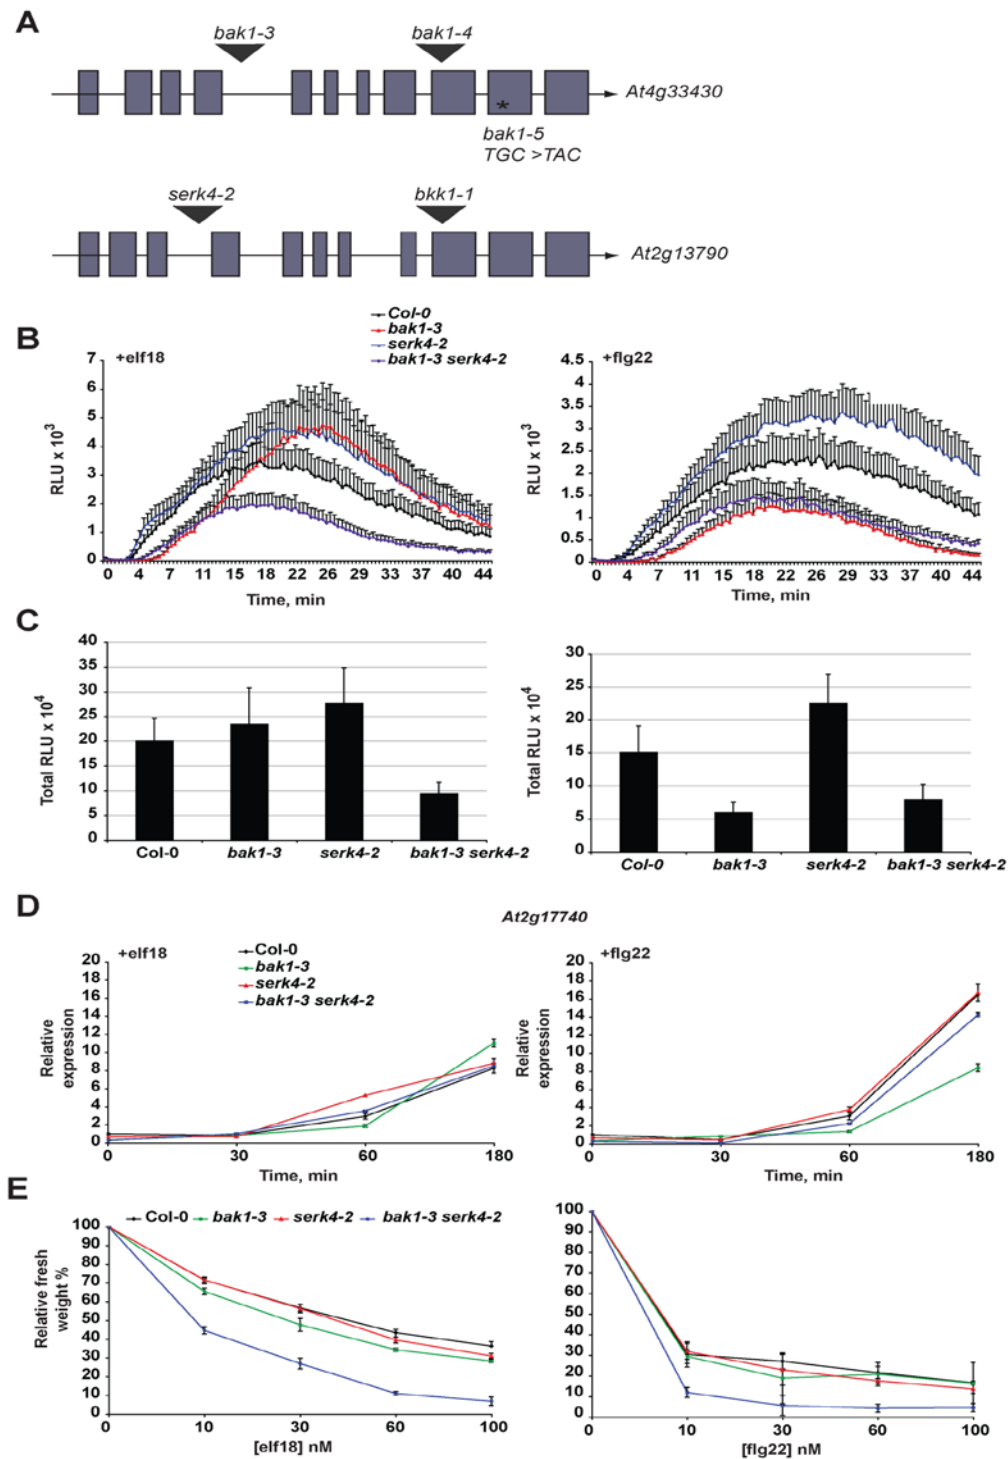 A
bak1-3 bak1-4
At4g33430
*
bak1-5
TGC >TAC
serk4-2 bkk1-1
At2g13790
B
Col-0
bak1-3
serk4-2
bak1-3 serk4-2
+elf18
7
6
5
4
3
2
1
0
RLU x 10³
0 4 7 11 15 18 22 26 29 33 37 40 44
Time, min
+flg22
4.5
4
3.5
3
2.5
2
1.5
1
0.5
0
RLU x 10³
0 4 7 11 15 18 22 26 29 33 37 40 44
Time, min
C
40
35
30
25
20
15
10
5
0
Total RLU x 10⁴
Col-0 bak1-3 serk4-2 bak1-3 serk4-2
30
25
20
15
10
5
0
Total RLU x 10⁴
Col-0 bak1-3 serk4-2 bak1-3 serk4-2
D
At2g17740
+elf18
Col-0
bak1-3
serk4-2
bak1-3 serk4-2
20
18
16
14
12
10
8
6
4
2
0
Relative
expression
0 30 60 180
Time, min
+flg22
20
18
16
14
12
10
8
6
4
2
0
Relative
expression
0 30 60 180
Time, min
E
Col-0 bak1-3 serk4-2 bak1-3 serk4-2
100
90
80
70
60
50
40
30
20
10
0
Relative fresh
weight %
0 10 30 60 100
[elf18] nM
100
90
80
70
60
50
40
30
20
10
0
0 10 30 60 100
[flg22] nM